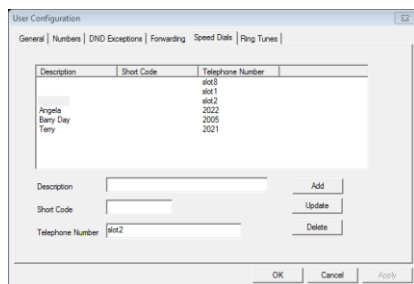 User Configuration
General Numbers DND Exceptions Forwarding Speed Dials Ring Tunes
Description Short Code Telephone Number
slot8
slot1
slot2
Angela 2022
Barry Day 2005
Terry 2021
Description Add
Short Code Update
Telephone Number slot2 Delete
OK Cancel Apply